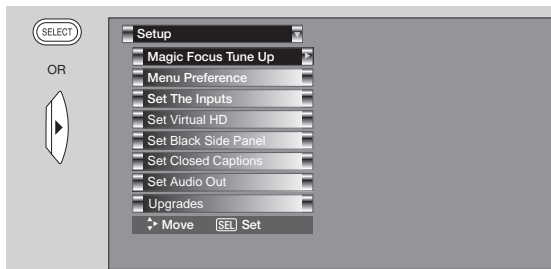 SELECT
OR
Setup
Magic Focus Tune Up
Menu Preference
Set The Inputs
Set Virtual HD
Set Black Side Panel
Set Closed Captions
Set Audio Out
Upgrades
Move SEL Set